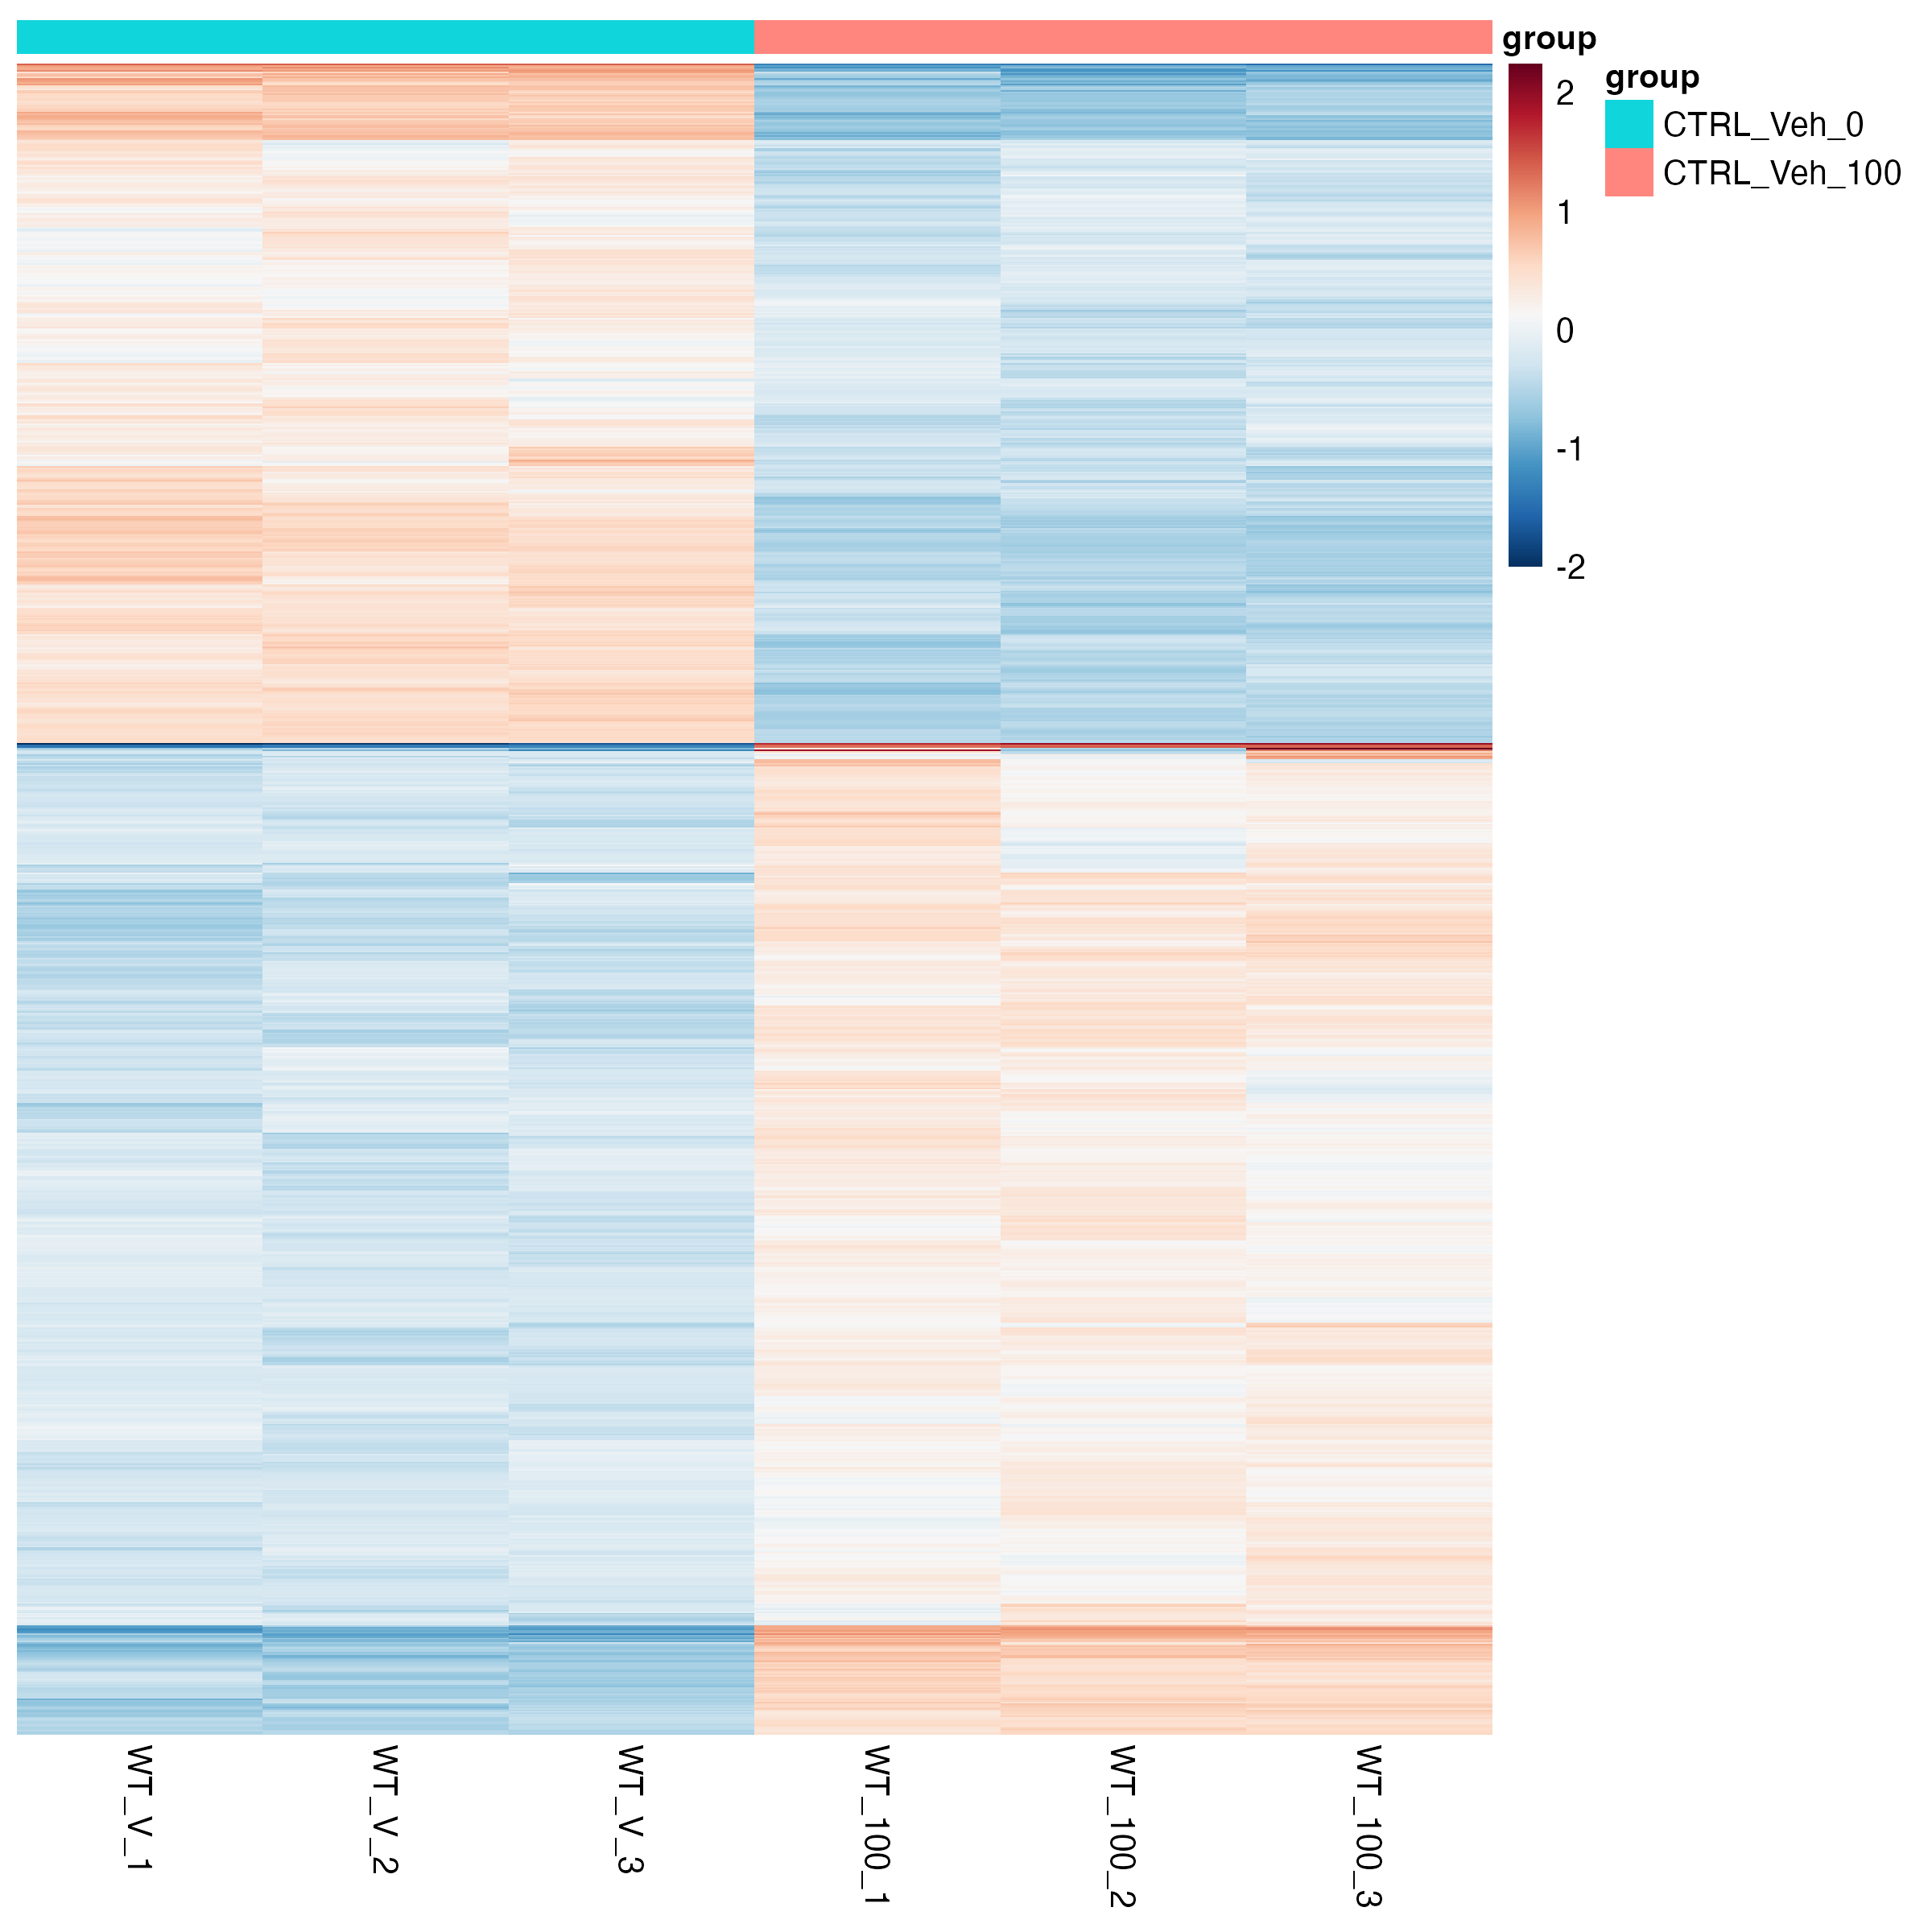 group
group
CTRL_Veh_0
CTRL_Veh_100
2
1
0
-1
-2
WT_V_1
WT_V_2
WT_V_3
WT_100_1
WT_100_2
WT_100_3